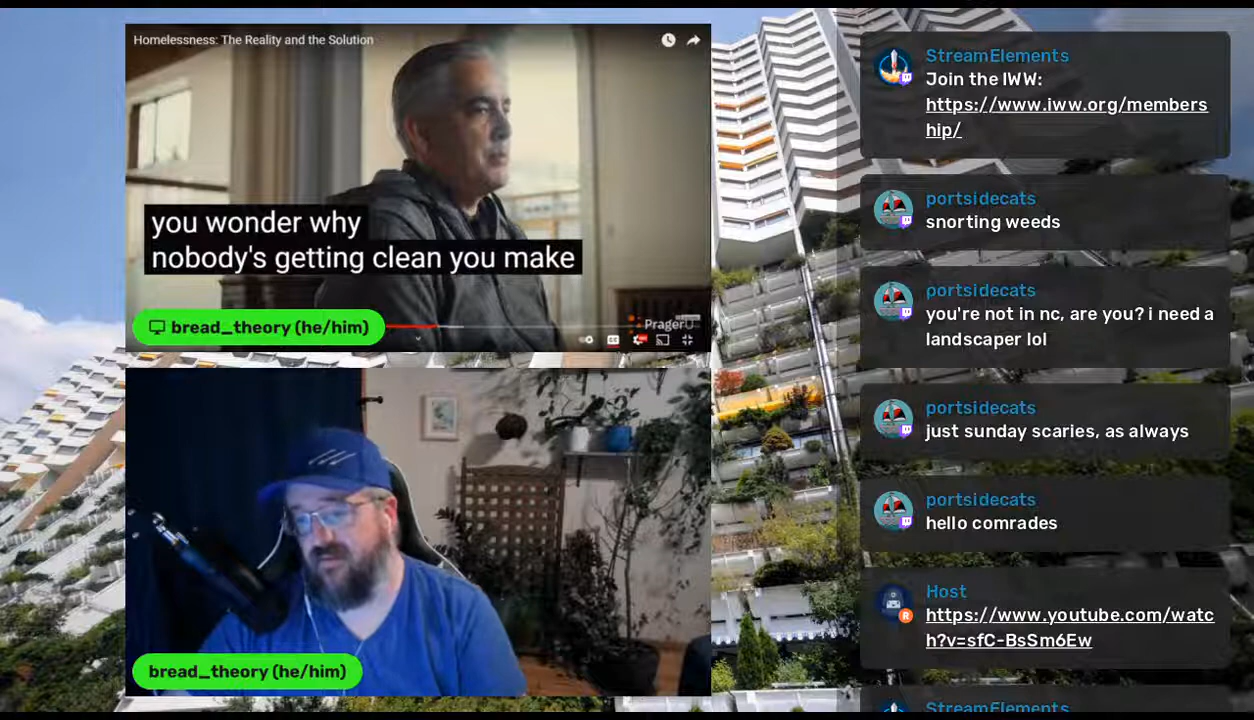 Homelessness: The Reality and the Solution
you wonder why
nobody's getting clean you make
bread_theory (he/him)
PragerU
bread_theory (he/him)
StreamElements
Join the IWW:
https://www.iww.org/members
hip/
portsidecats
snorting weeds
portsidecats
you're not in nc, are you? i need a
landscaper lol
portsidecats
just sunday scaries, as always
portsidecats
hello comrades
Host
https://www.youtube.com/watc
h?v=sfC-BsSm6Ew
StreamElements